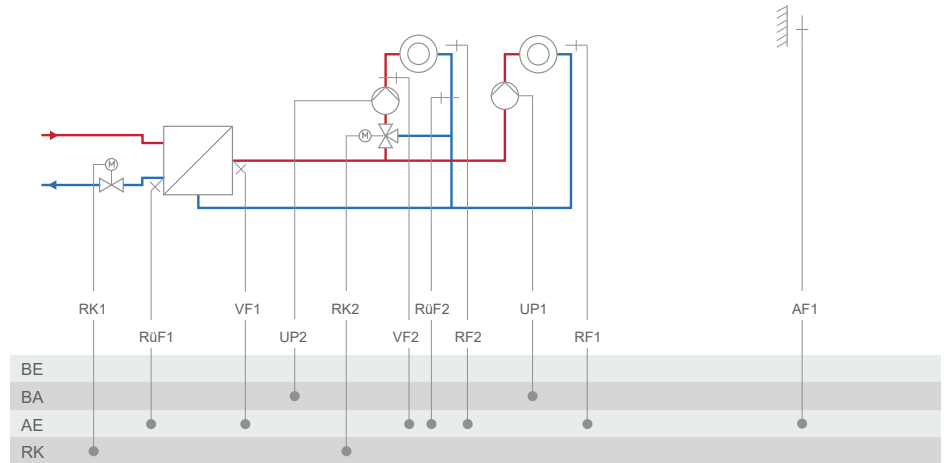 M
M
RK1 VF1 RK2 RüF2 UP1 AF1
RüF1 UP2 VF2 RF2 RF1
BE
BA
AE
RK